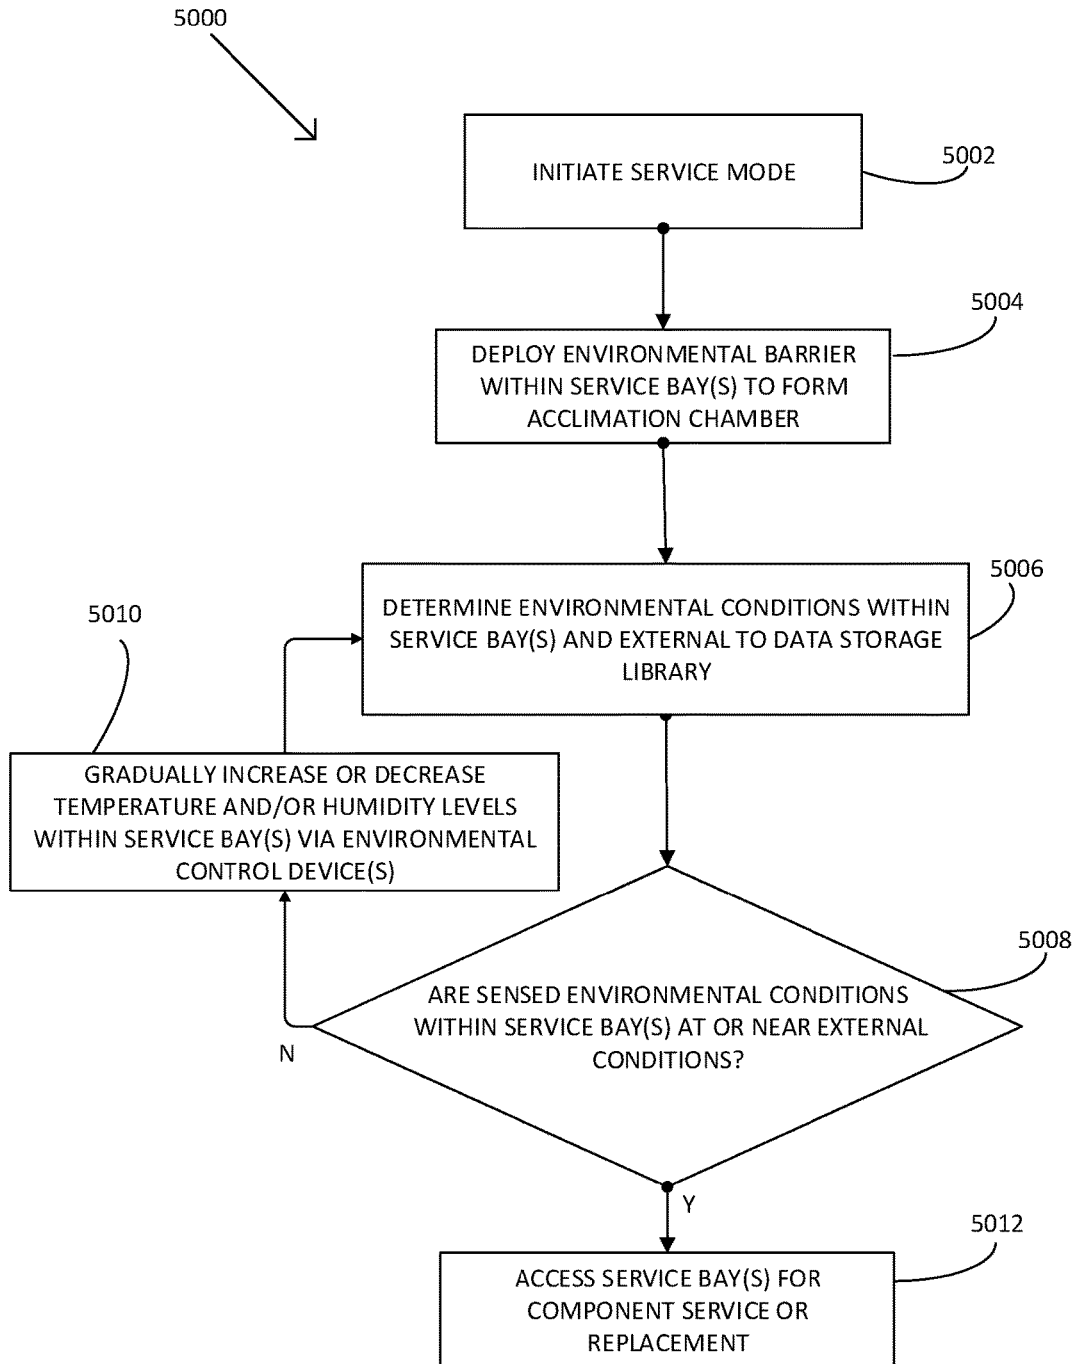 5000
INITIATE SERVICE MODE
5002
5004
DEPLOY ENVIRONMENTAL BARRIER
WITHIN SERVICE BAY(S) TO FORM
ACCLIMATION CHAMBER
5006
DETERMINE ENVIRONMENTAL CONDITIONS WITHIN
SERVICE BAY(S) AND EXTERNAL TO DATA STORAGE
LIBRARY
5010
GRADUALLY INCREASE OR DECREASE
TEMPERATURE AND/OR HUMIDITY LEVELS
WITHIN SERVICE BAY(S) VIA ENVIRONMENTAL
CONTROL DEVICE(S)
5008
ARE SENSED ENVIRONMENTAL CONDITIONS
WITHIN SERVICE BAY(S) AT OR NEAR EXTERNAL
CONDITIONS?
N
Y
5012
ACCESS SERVICE BAY(S) FOR
COMPONENT SERVICE OR
REPLACEMENT